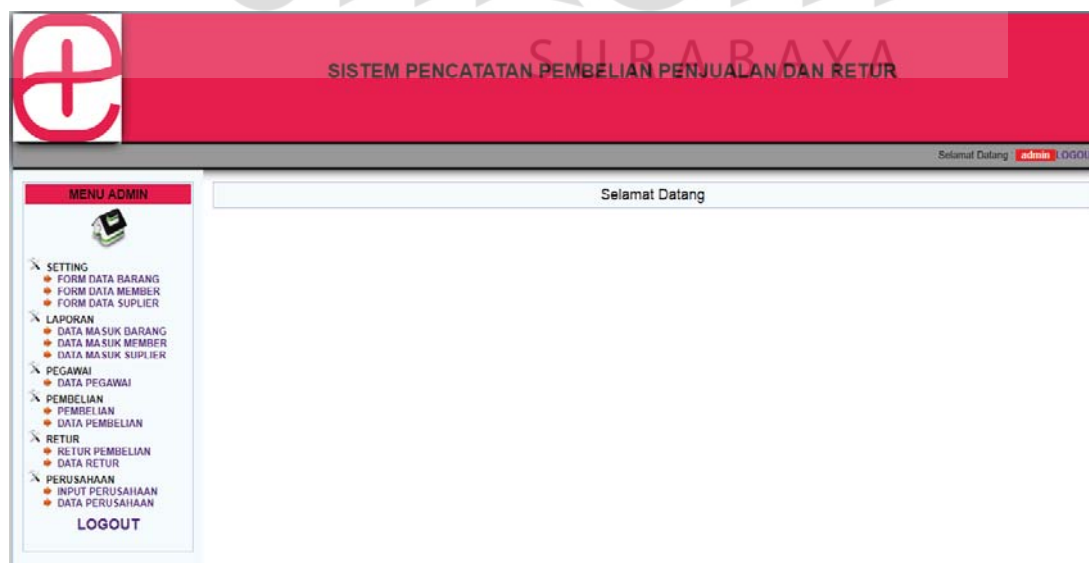 SURABAYA
SISTEM PENCATATAN PEMBELIAN PENJUALAN DAN RETUR
Selamat Datang : admin LOGOU
MENU ADMIN
Selamat Datang
SETTING
FORM DATA BARANG
FORM DATA MEMBER
FORM DATA SUPLIER
LAPORAN
DATA MASUK BARANG
DATA MASUK MEMBER
DATA MASUK SUPLIER
PEGAWAI
DATA PEGAWAI
PEMBELIAN
PEMBELIAN
DATA PEMBELIAN
RETUR
RETUR PEMBELIAN
DATA RETUR
PERUSAHAAN
INPUT PERUSAHAAN
DATA PERUSAHAAN
LOGOUT